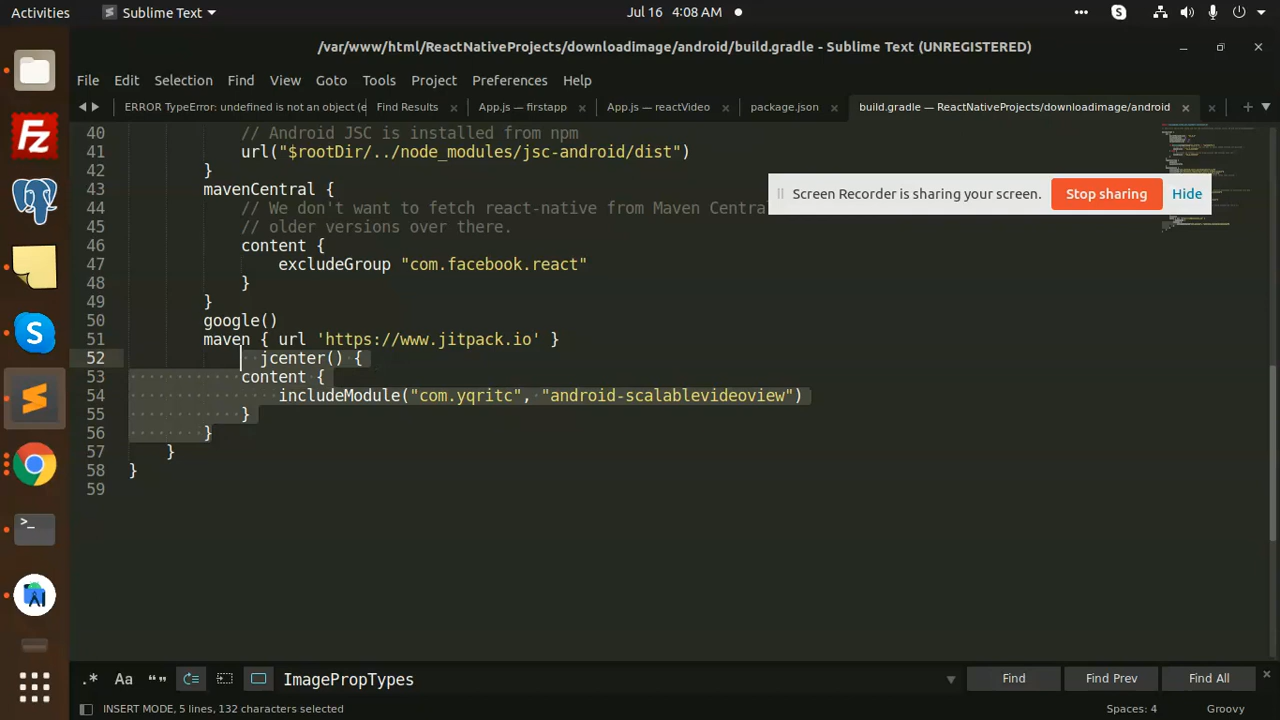 Activities
Sublime Text
Jul 16 4:08 AM
/var/www/html/ReactNativeProjects/downloadimage/android/build.gradle - Sublime Text (UNREGISTERED)
File Edit Selection Find View Goto Tools Project Preferences Help
ERROR TypeError: undefined is not an object (e
Find Results
App.js — firstapp
App.js — reactVideo
package.json
build.gradle — ReactNativeProjects/downloadimage/android
Screen Recorder is sharing your screen.
Stop sharing
Hide
40 // Android JSC is installed from npm
41 url("$rootDir/../node_modules/jsc-android/dist")
42 }
43 mavenCentral {
44 // We don't want to fetch react-native from Maven Central
45 // older versions over there.
46 content {
47 excludeGroup "com.facebook.react"
48 }
49 }
50 google()
51 maven { url 'https://www.jitpack.io' }
52 jcenter() {
53 content {
54 includeModule("com.yqritc", "android-scalablevideoview")
55 }
56 }
57 }
58 }
59
.* Aa “” ImagePropTypes
Find
Find Prev
Find All
INSERT MODE, 5 lines, 132 characters selected
Spaces: 4
Groovy